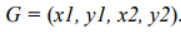 G = (x1, y1, x2, y2).